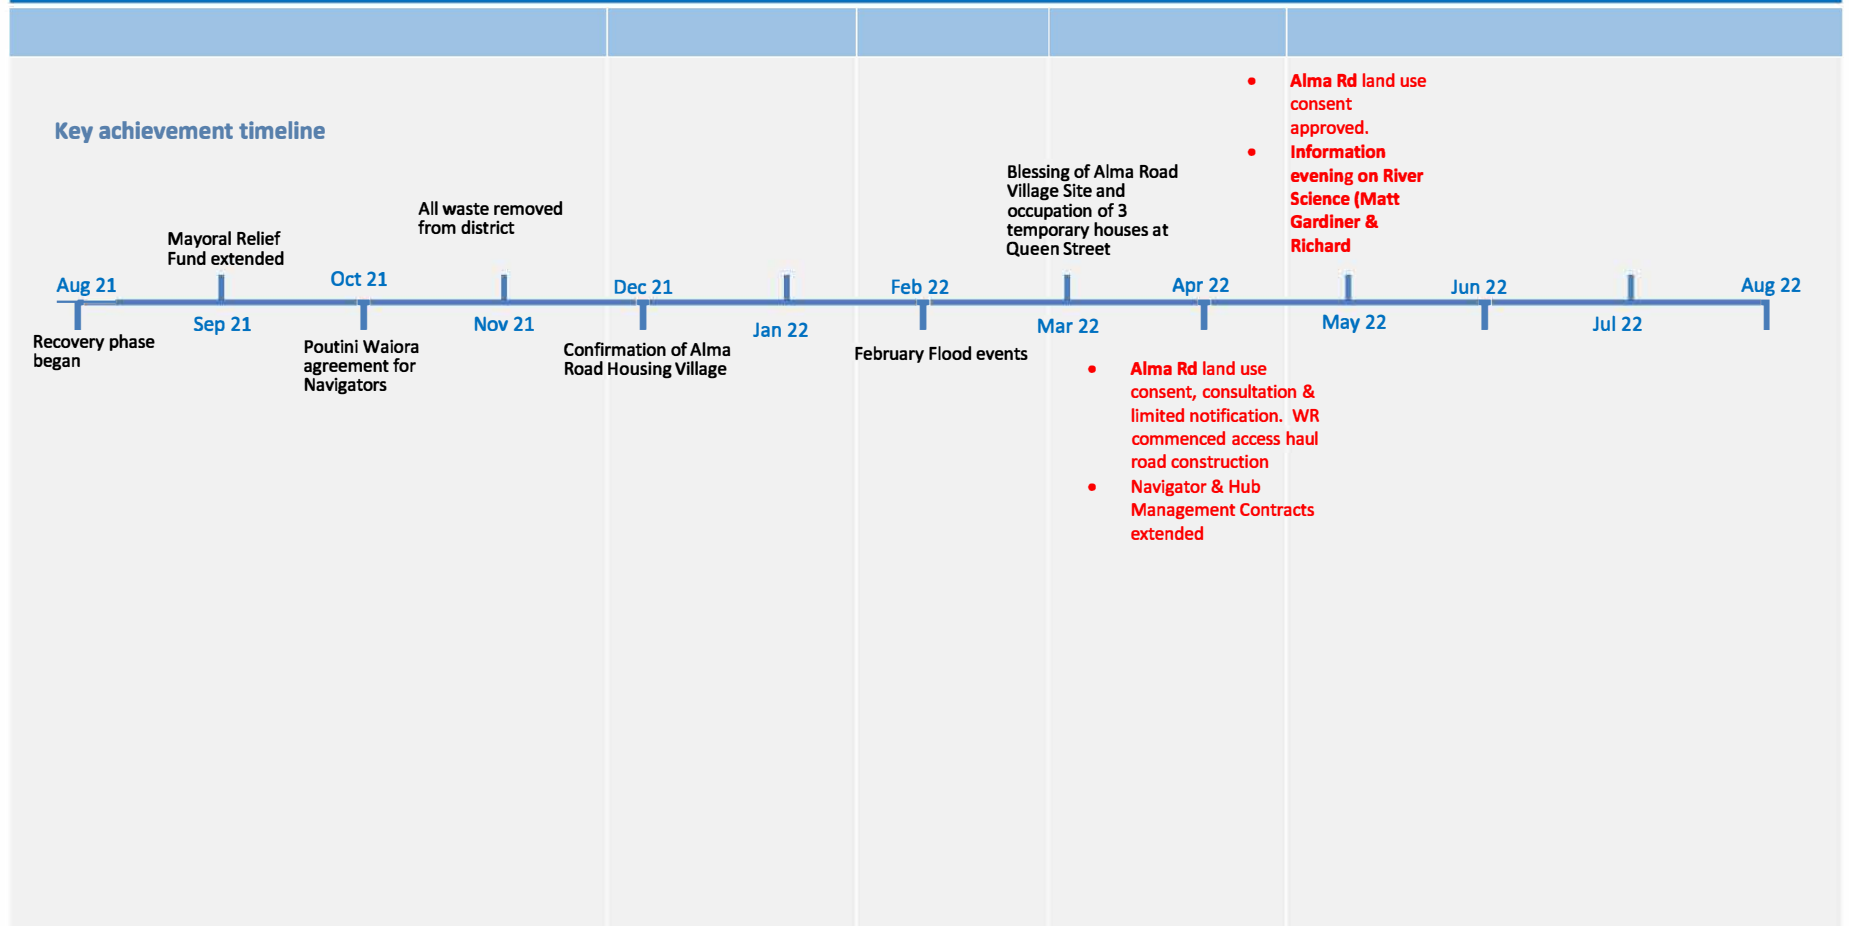 Key achievement timeline
Mayoral Relief
Fund extended
All waste removed
from district
Blessing of Alma Road
Village Site and
occupation of 3
temporary houses at
Queen Street
• Alma Rd land use
consent
approved.
• Information
evening on River
Science (Matt
Gardiner &
Richard
Aug 21
Sep 21
Oct 21
Nov 21
Dec 21
Jan 22
Feb 22
Mar 22
Apr 22
May 22
Jun 22
Jul 22
Aug 22
Recovery phase
began
Poutini Waiora
agreement for
Navigators
Confirmation of Alma
Road Housing Village
February Flood events
• Alma Rd land use
consent, consultation &
limited notification.  WR
commenced access haul
road construction
• Navigator & Hub
Management Contracts
extended